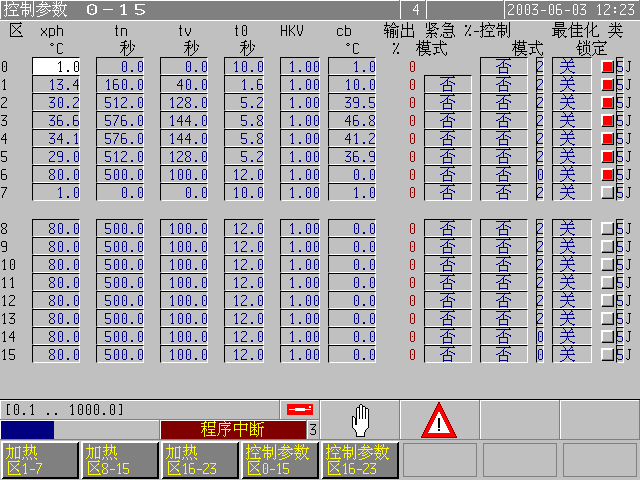 控制参数 0-15 4 2003-06-03 12:23
区 xph tn tv t0 HKV cb 输出 紧急 %-控制 最佳化 类
°C 秒 秒 秒 °C % 模式 模式 锁定
0 1.0 0.0 0.0 10.0 1.00 1.0 0 否 2 关 5J
1 13.4 160.0 40.0 1.6 1.00 10.0 0 否 否 2 关 5J
2 30.2 512.0 128.0 5.2 1.00 39.5 0 否 否 2 关 5J
3 36.6 576.0 144.0 5.8 1.00 46.8 0 否 否 2 关 5J
4 34.1 576.0 144.0 5.8 1.00 41.2 0 否 否 2 关 5J
5 29.0 512.0 128.0 5.2 1.00 36.9 0 否 否 2 关 5J
6 80.0 500.0 100.0 12.0 1.00 0.0 0 否 否 0 关 5J
7 1.0 0.0 0.0 10.0 1.00 1.0 0 否 否 2 关 5J
8 80.0 500.0 100.0 12.0 1.00 0.0 0 否 否 2 关 5J
9 80.0 500.0 100.0 12.0 1.00 0.0 0 否 否 2 关 5J
10 80.0 500.0 100.0 12.0 1.00 0.0 0 否 否 2 关 5J
11 80.0 500.0 100.0 12.0 1.00 0.0 0 否 否 2 关 5J
12 80.0 500.0 100.0 12.0 1.00 0.0 0 否 否 2 关 5J
13 80.0 500.0 100.0 12.0 1.00 0.0 0 否 否 2 关 5J
14 80.0 500.0 100.0 12.0 1.00 0.0 0 否 否 0 关 5J
15 80.0 500.0 100.0 12.0 1.00 0.0 0 否 否 0 关 5J
[0.1 .. 1000.0]
程序中断 3
加热 加热 加热 控制参数 控制参数
区1-7 区8-15 区16-23 区0-15 区16-23